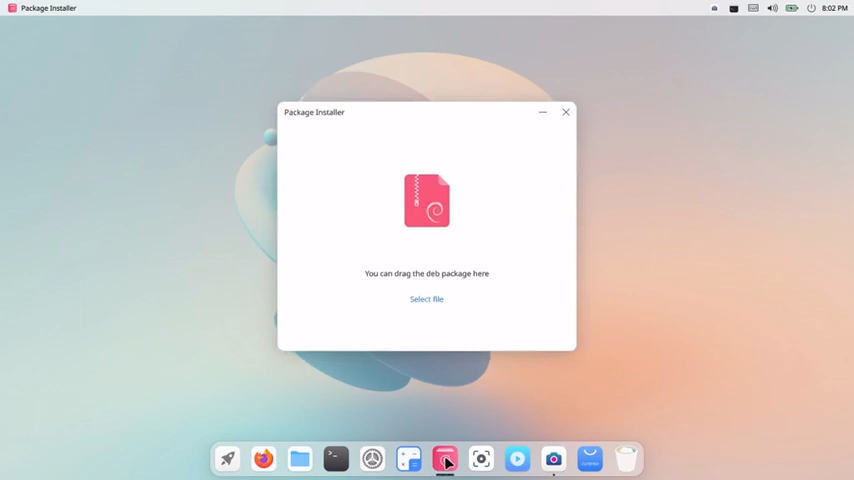 Package Installer
8:02 PM
Package Installer
You can drag the deb package here
Select file